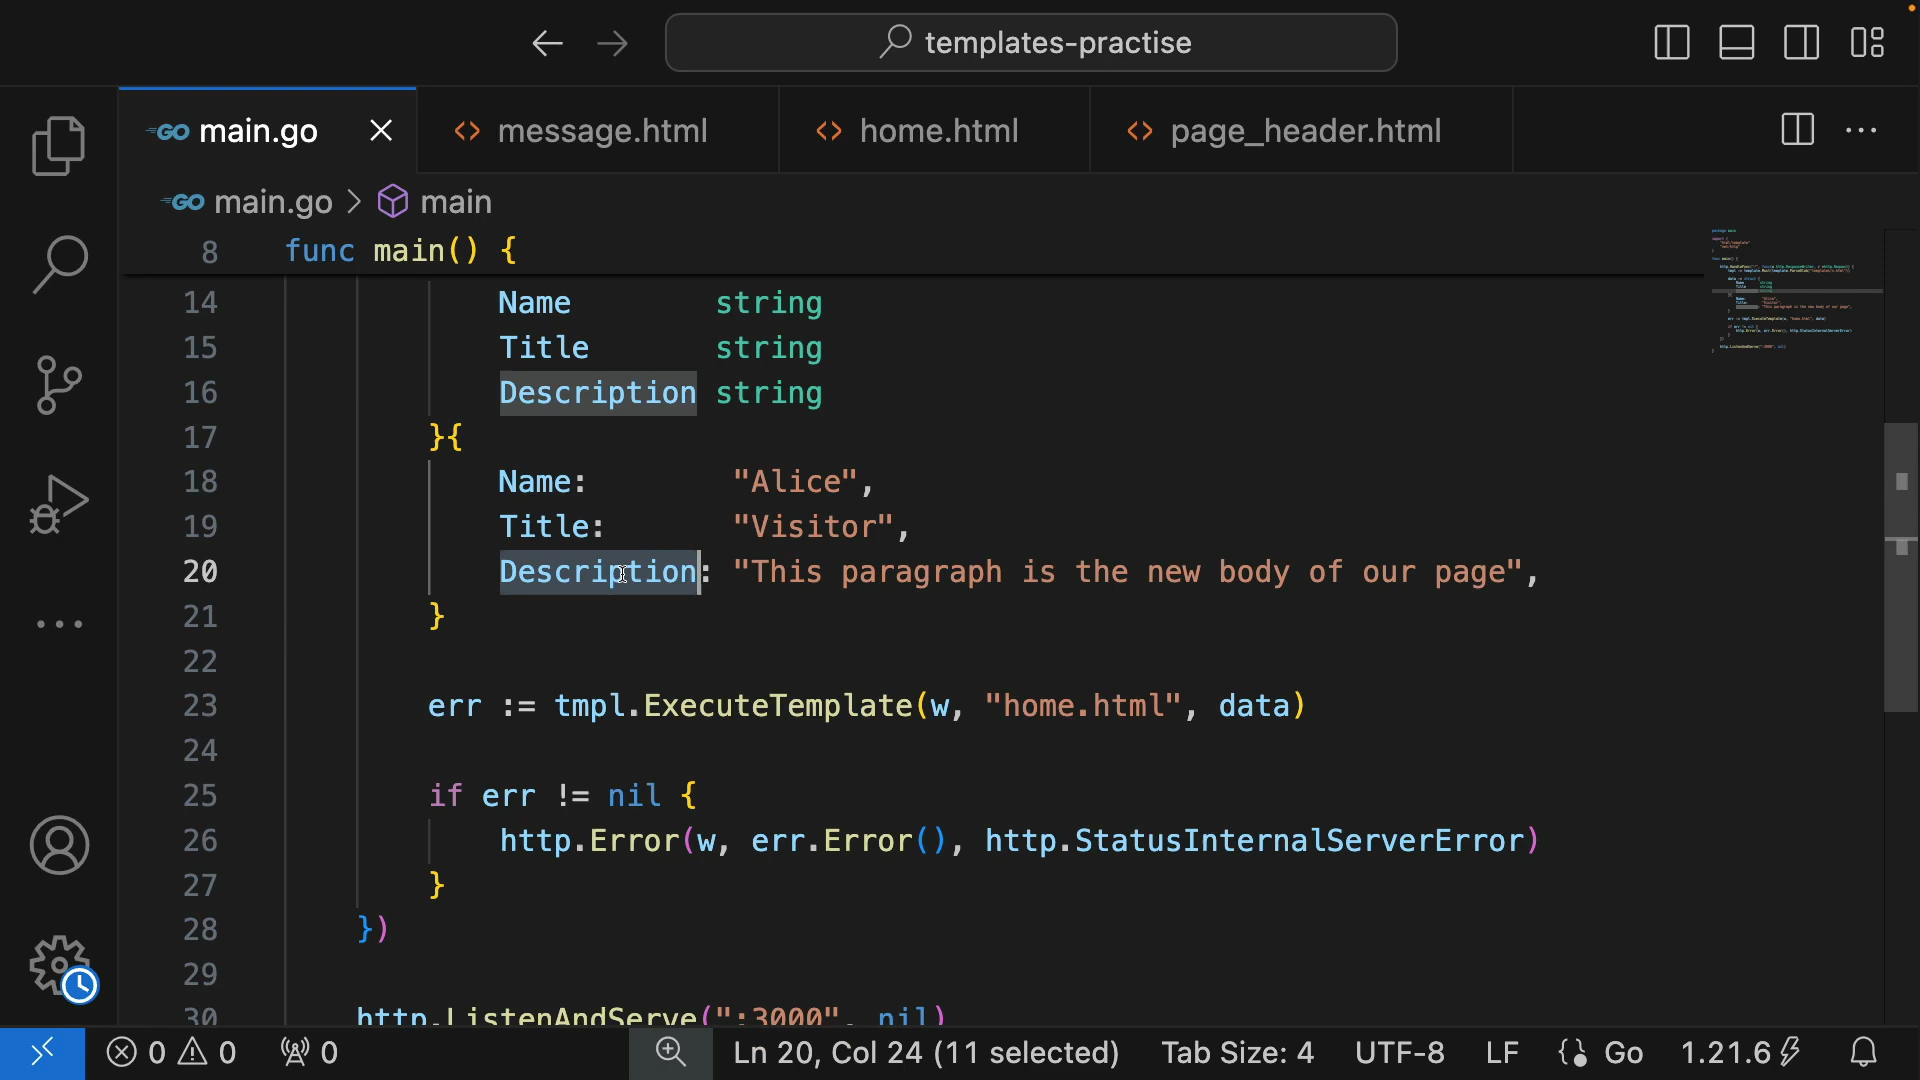 templates-practise
main.go
message.html
home.html
page_header.html
main.go > main
8 func main() {
14 Name string
15 Title string
16 Description string
17 }{
18 Name: "Alice",
19 Title: "Visitor",
20 Description: "This paragraph is the new body of our page",
21 }
22
23 err := tmpl.ExecuteTemplate(w, "home.html", data)
24
25 if err != nil {
26 http.Error(w, err.Error(), http.StatusInternalServerError)
27 }
28 })
29
30 http.ListenAndServe(":3000", nil)
0 0 0 Ln 20, Col 24 (11 selected) Tab Size: 4 UTF-8 LF Go 1.21.6